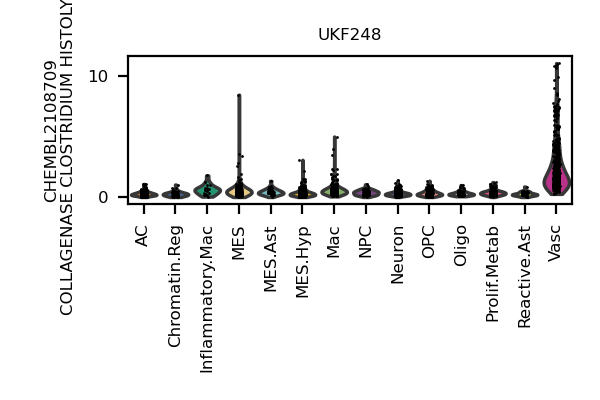 UKF248
CHEMBL2108709
COLLAGENASE CLOSTRIDIUM HISTOLY
10
0
AC
Chromatin.Reg
Inflammatory.Mac
MES
MES.Ast
MES.Hyp
Mac
NPC
Neuron
OPC
Oligo
Prolif.Metab
Reactive.Ast
Vasc